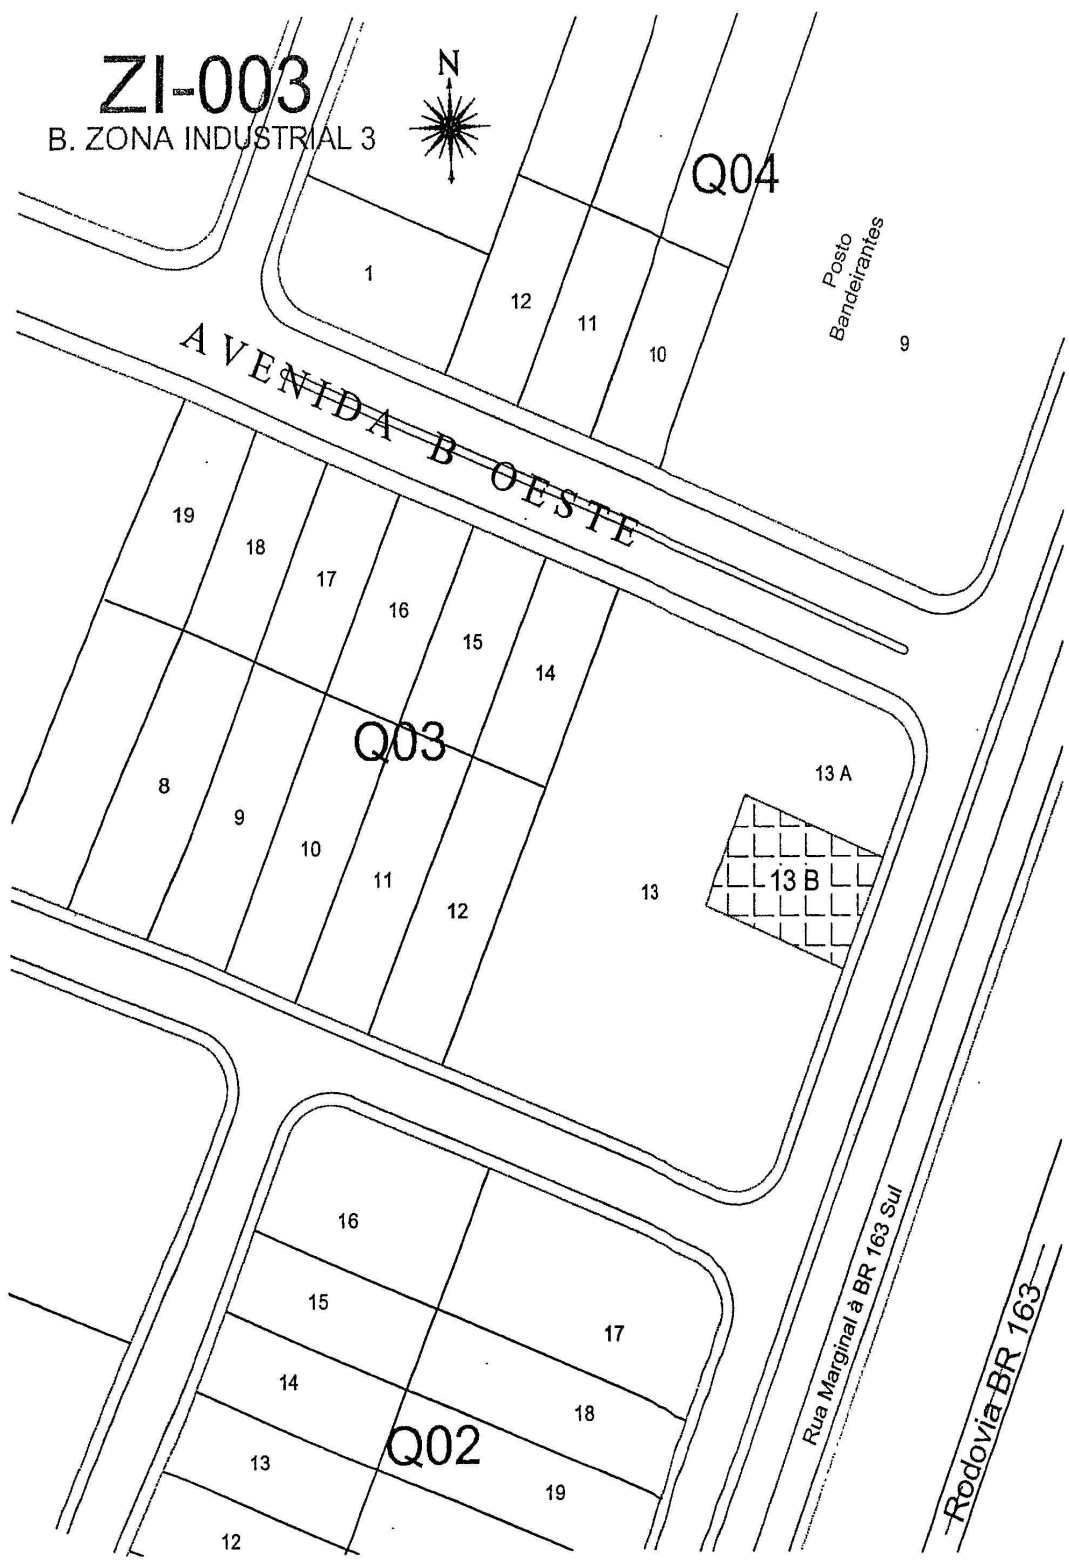 ZI-003
B. ZONA INDUSTRIAL 3
N
Q04
Posto
Bandeirantes
1
12
11
10
9
AVENIDA B OESTE
19
18
17
16
15
14
Q03
13 A
8
9
10
11
12
13
13 B
16
15
14
13
12
17
18
19
Q02
Rua Marginal à BR 163 Sul
Rodovia BR 163